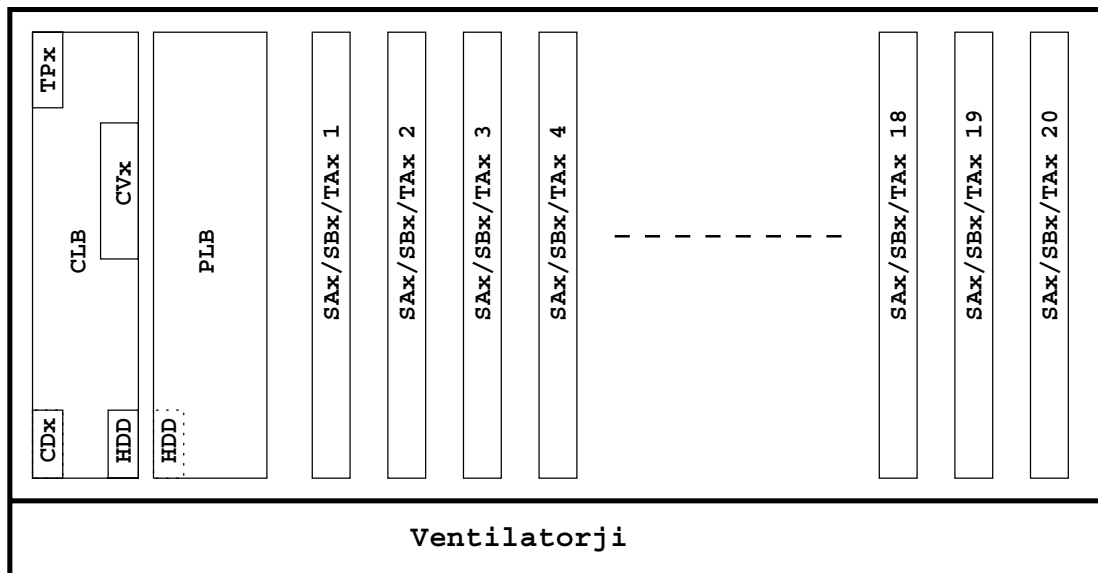 TPx
CVx
CLB
CDx
HDD
PLB
HDD
SAx/SBx/TAx 1
SAx/SBx/TAx 2
SAx/SBx/TAx 3
SAx/SBx/TAx 4
SAx/SBx/TAx 18
SAx/SBx/TAx 19
SAx/SBx/TAx 20
Ventilatorji